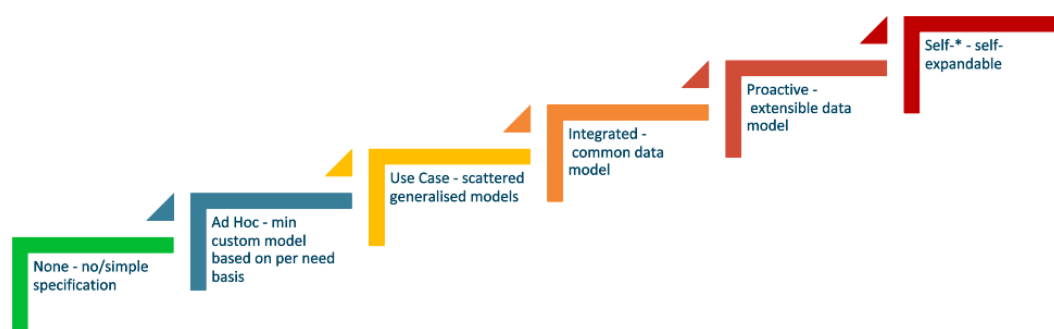 None - no/simple
specification
Ad Hoc - min
custom model
based on per need
basis
Use Case - scattered
generalised models
Integrated -
common data
model
Proactive -
extensible data
model
Self-* - self-
expandable